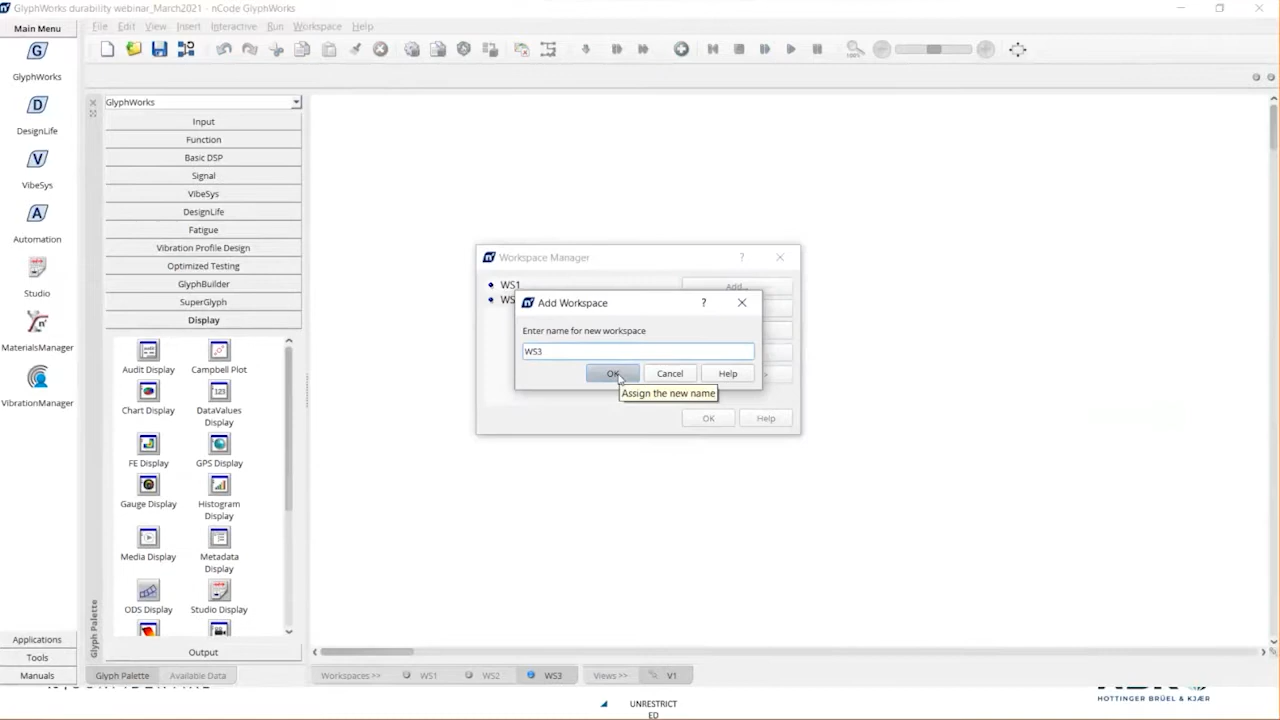 GlyphWorks durability webinar_March2021 - nCode GlyphWorks
Main Menu
File Edit View Insert Interactive Run Workspace Help
GlyphWorks
DesignLife
VibeSys
Automation
Studio
MaterialsManager
VibrationManager
Applications
Tools
Manuals
100%
GlyphWorks
Input
Function
Basic DSP
Signal
VibeSys
DesignLife
Fatigue
Vibration Profile Design
Optimized Testing
GlyphBuilder
SuperGlyph
Display
Audit Display
Campbell Plot
Chart Display
DataValues
Display
FE Display
GPS Display
Gauge Display
Histogram
Display
Media Display
Metadata
Display
ODS Display
Studio Display
Output
Glyph Palette
Glyph Palette
Available Data
Workspace Manager
?
WS1
Add...
WS
Add Workspace
?
Enter name for new workspace
WS3
OK
Cancel
Help
Assign the new name
OK
Help
Workspaces >>
WS1
WS2
WS3
Views >>
V1
HOTTINGER BRÜEL & KJÆR
UNRESTRICT
ED